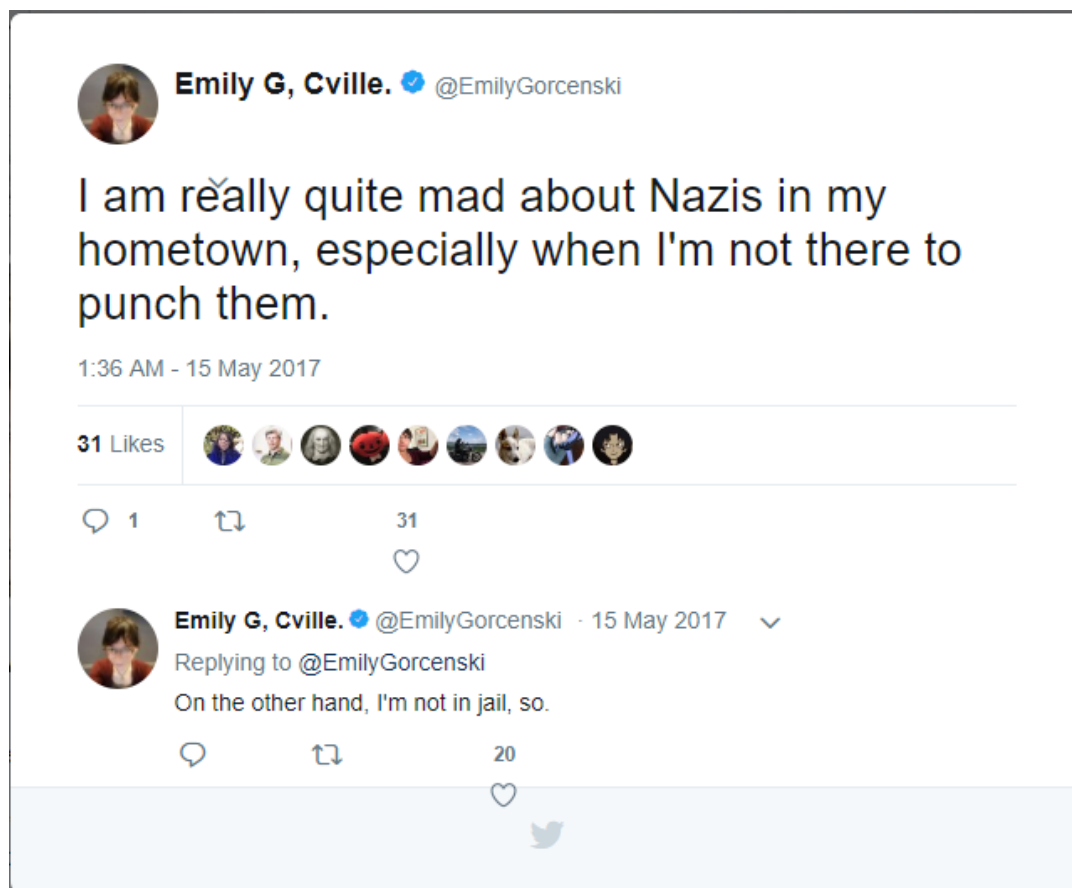 Emily G, Cville. @EmilyGorcenski
I am really quite mad about Nazis in my
hometown, especially when I'm not there to
punch them.
1:36 AM - 15 May 2017
31 Likes
1 31
Emily G, Cville. @EmilyGorcenski · 15 May 2017
Replying to @EmilyGorcenski
On the other hand, I'm not in jail, so.
20